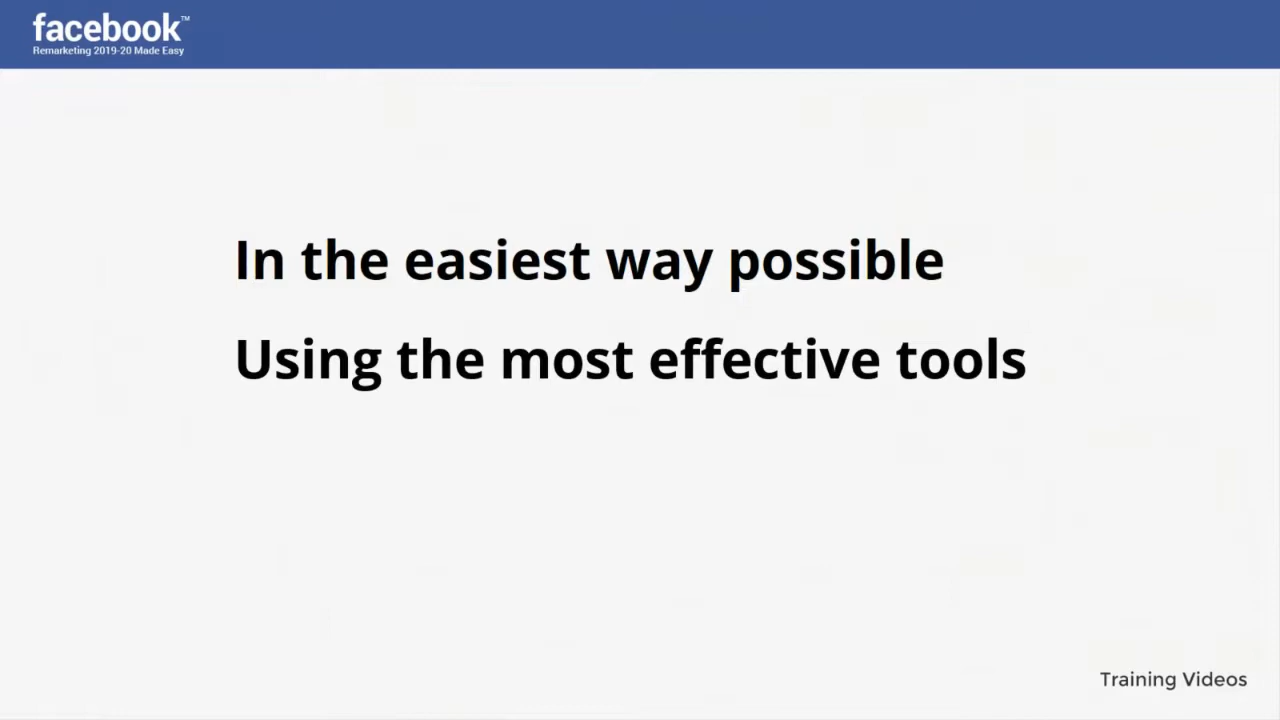 facebook™
Remarketing 2019-20 Made Easy
In the easiest way possible
Using the most effective tools
Training Videos